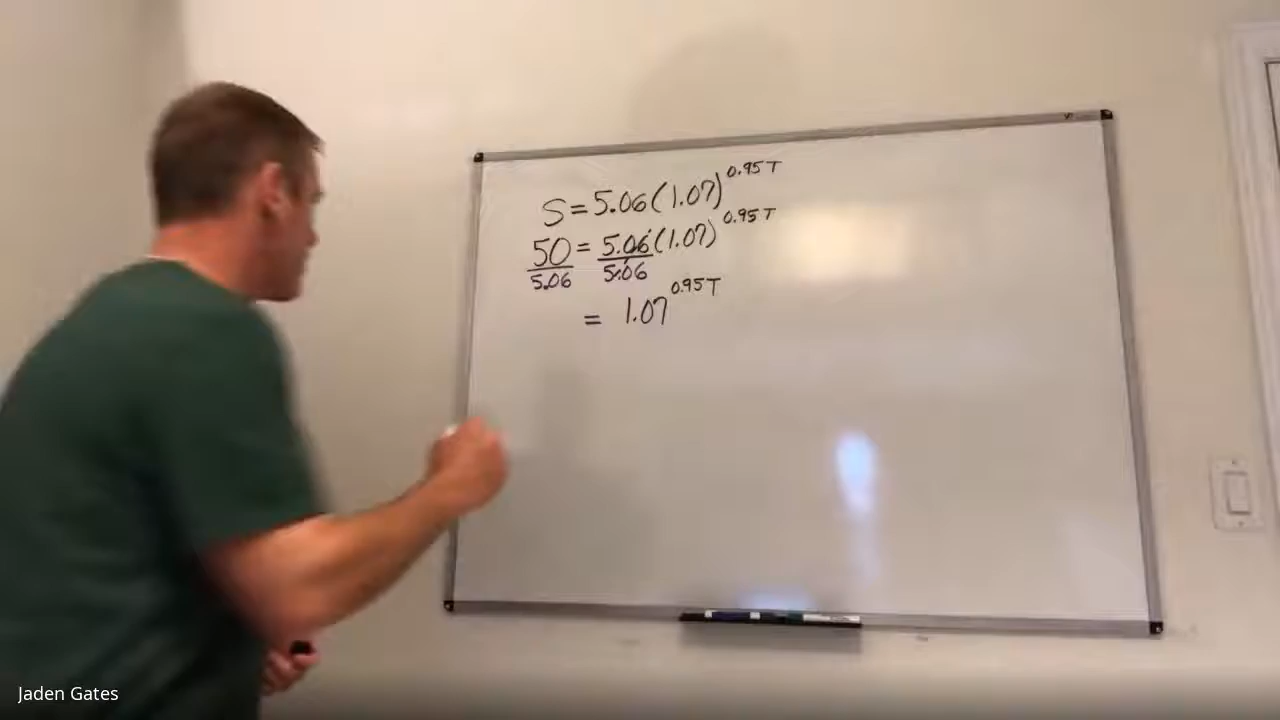 S = 5.06(1.07)^0.95T
50 = 5.06(1.07)^0.95T
5.06 5.06
= 1.07^0.95T
Jaden Gates